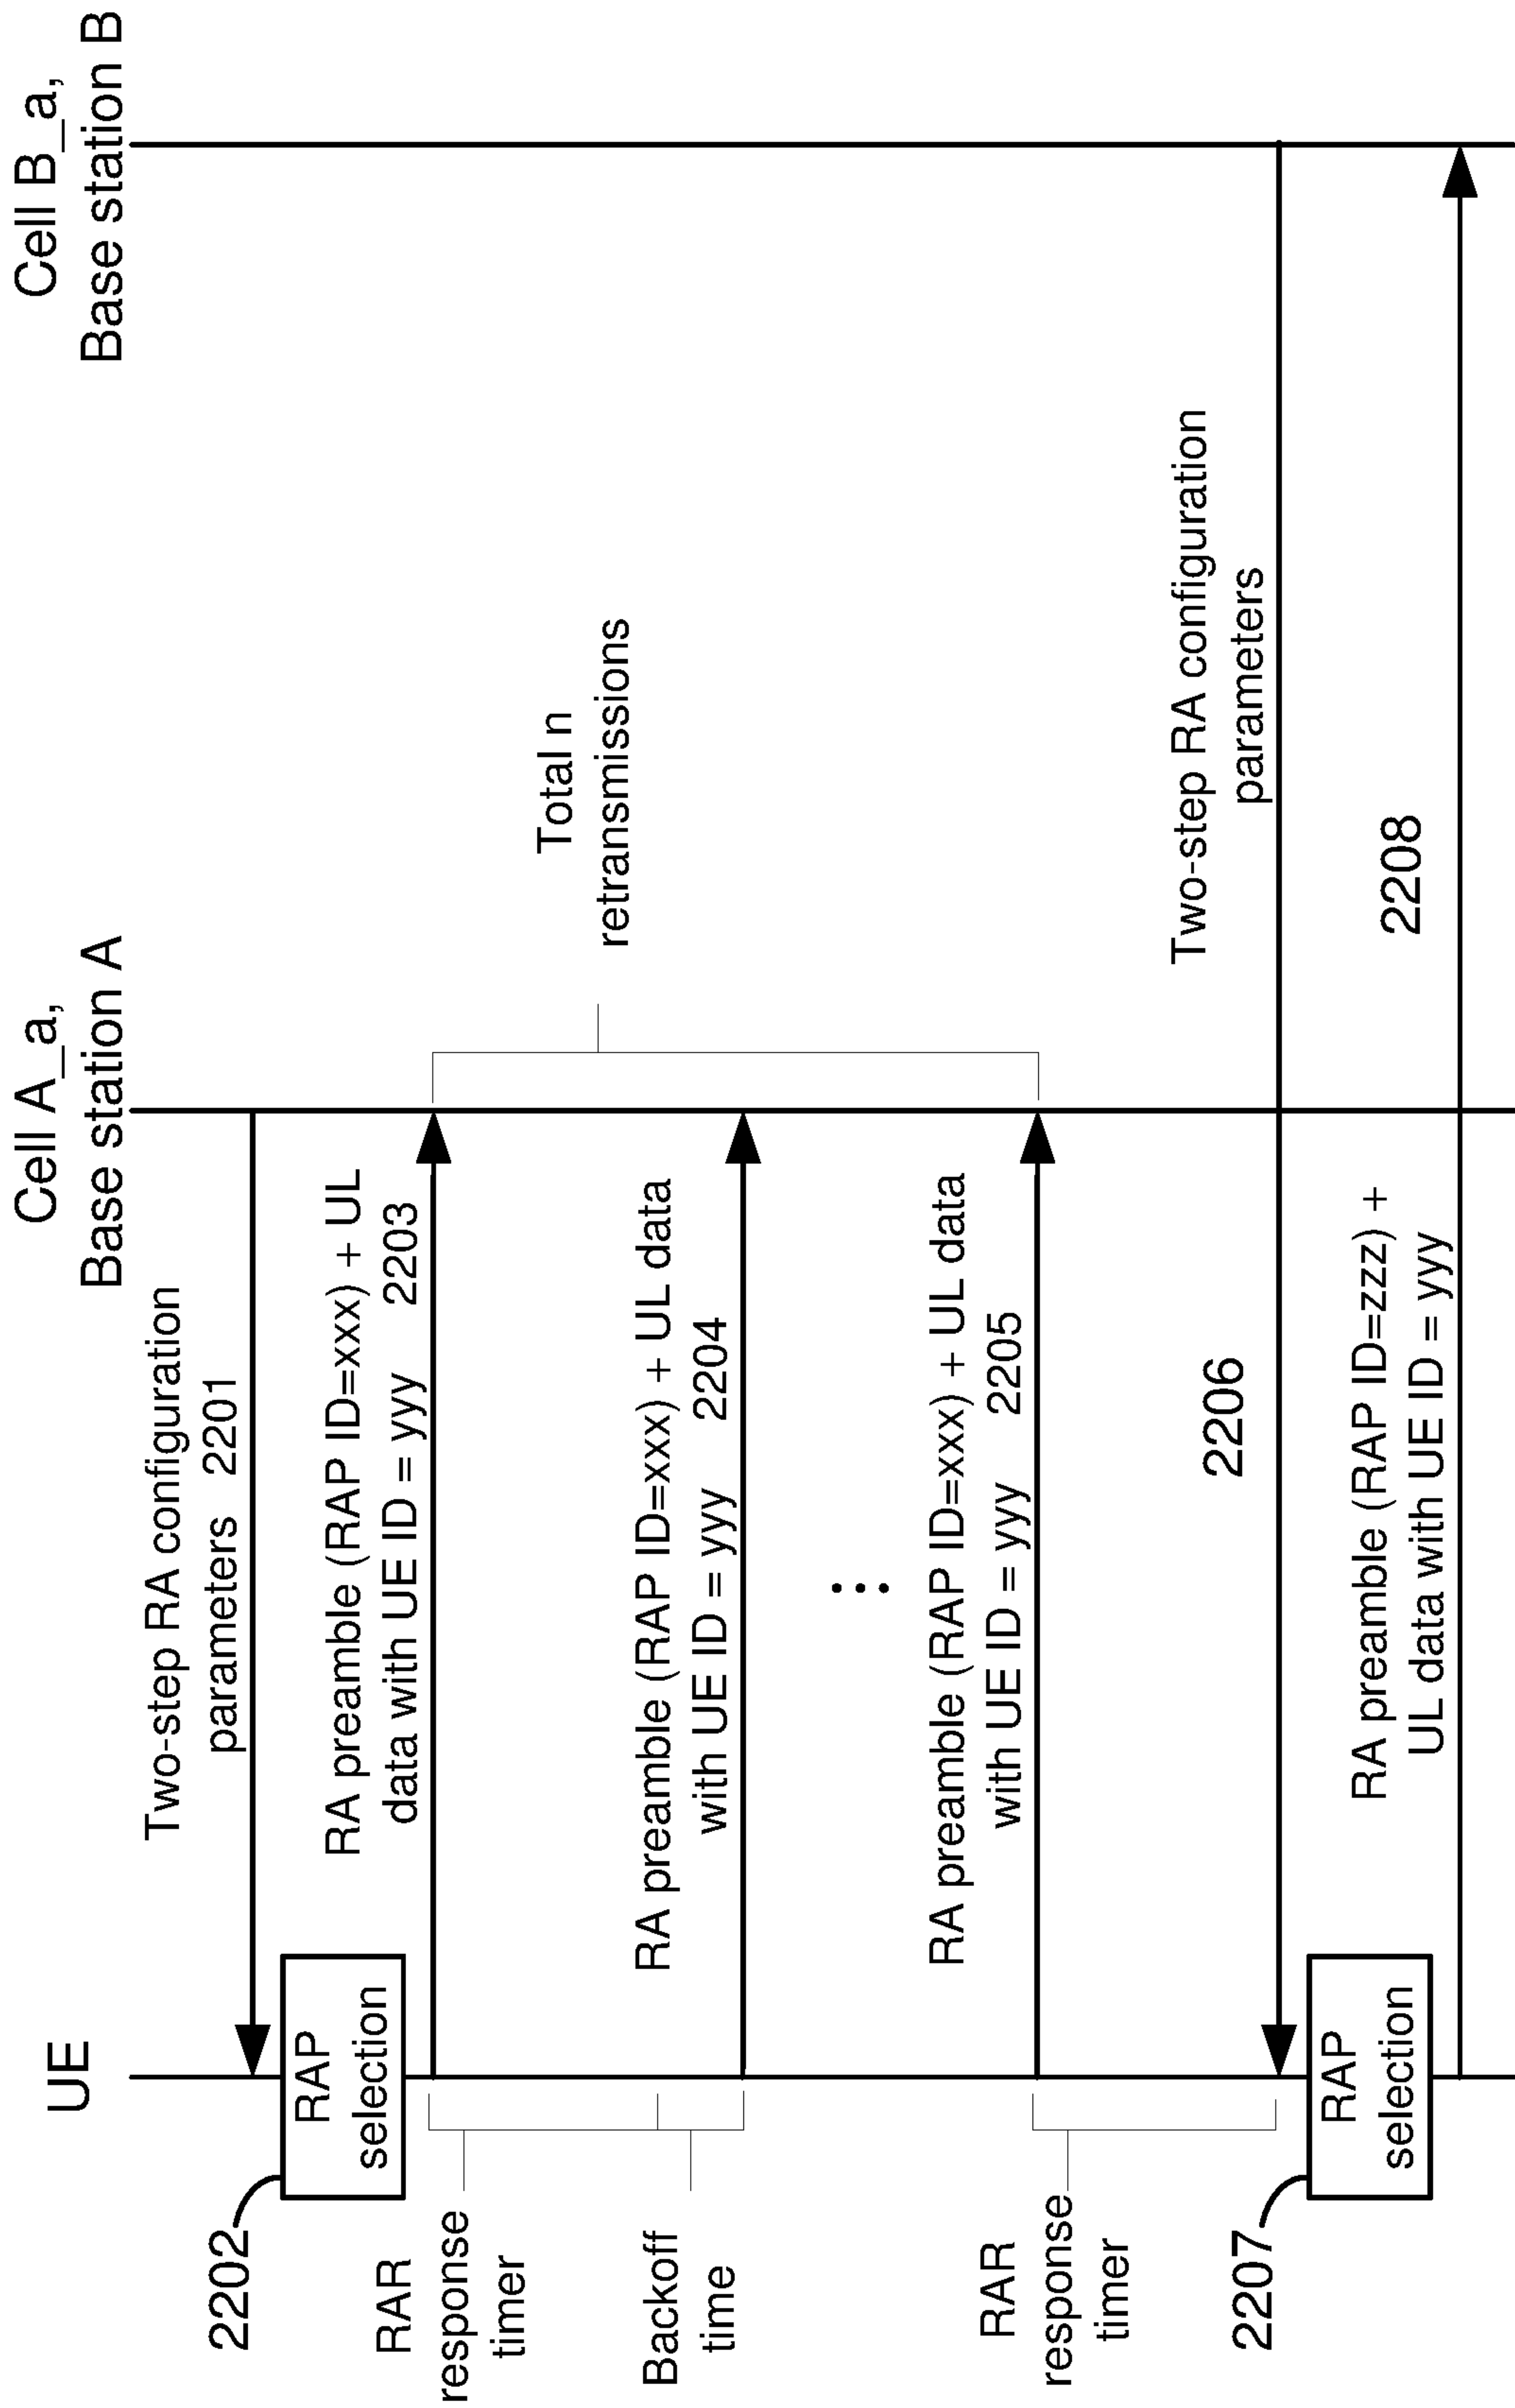 UE
Cell A_a,
Base station A
Cell B_a,
Base station B
Two-step RA configuration
parameters 2201
2202
RAP
selection
RA preamble (RAP ID=xxx) + UL
data with UE ID = yyy 2203
RAR
response
timer
Total n
retransmissions
Backoff
time
RA preamble (RAP ID=xxx) + UL data
with UE ID = yyy 2204
RA preamble (RAP ID=xxx) + UL data
with UE ID = yyy 2205
RAR
response
timer
2206
Two-step RA configuration
parameters
2207
RAP
selection
RA preamble (RAP ID=zzz) +
UL data with UE ID = yyy
2208